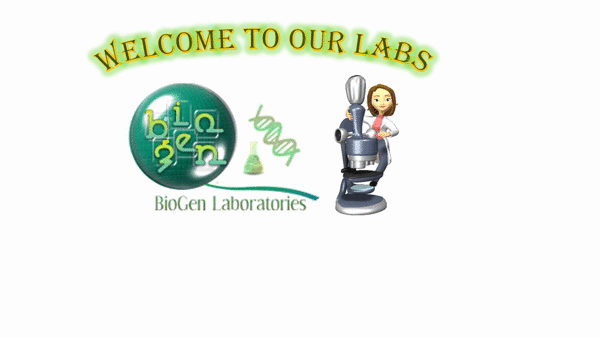 WELCOME TO OUR LABS
bio
gen
BioGen Laboratories